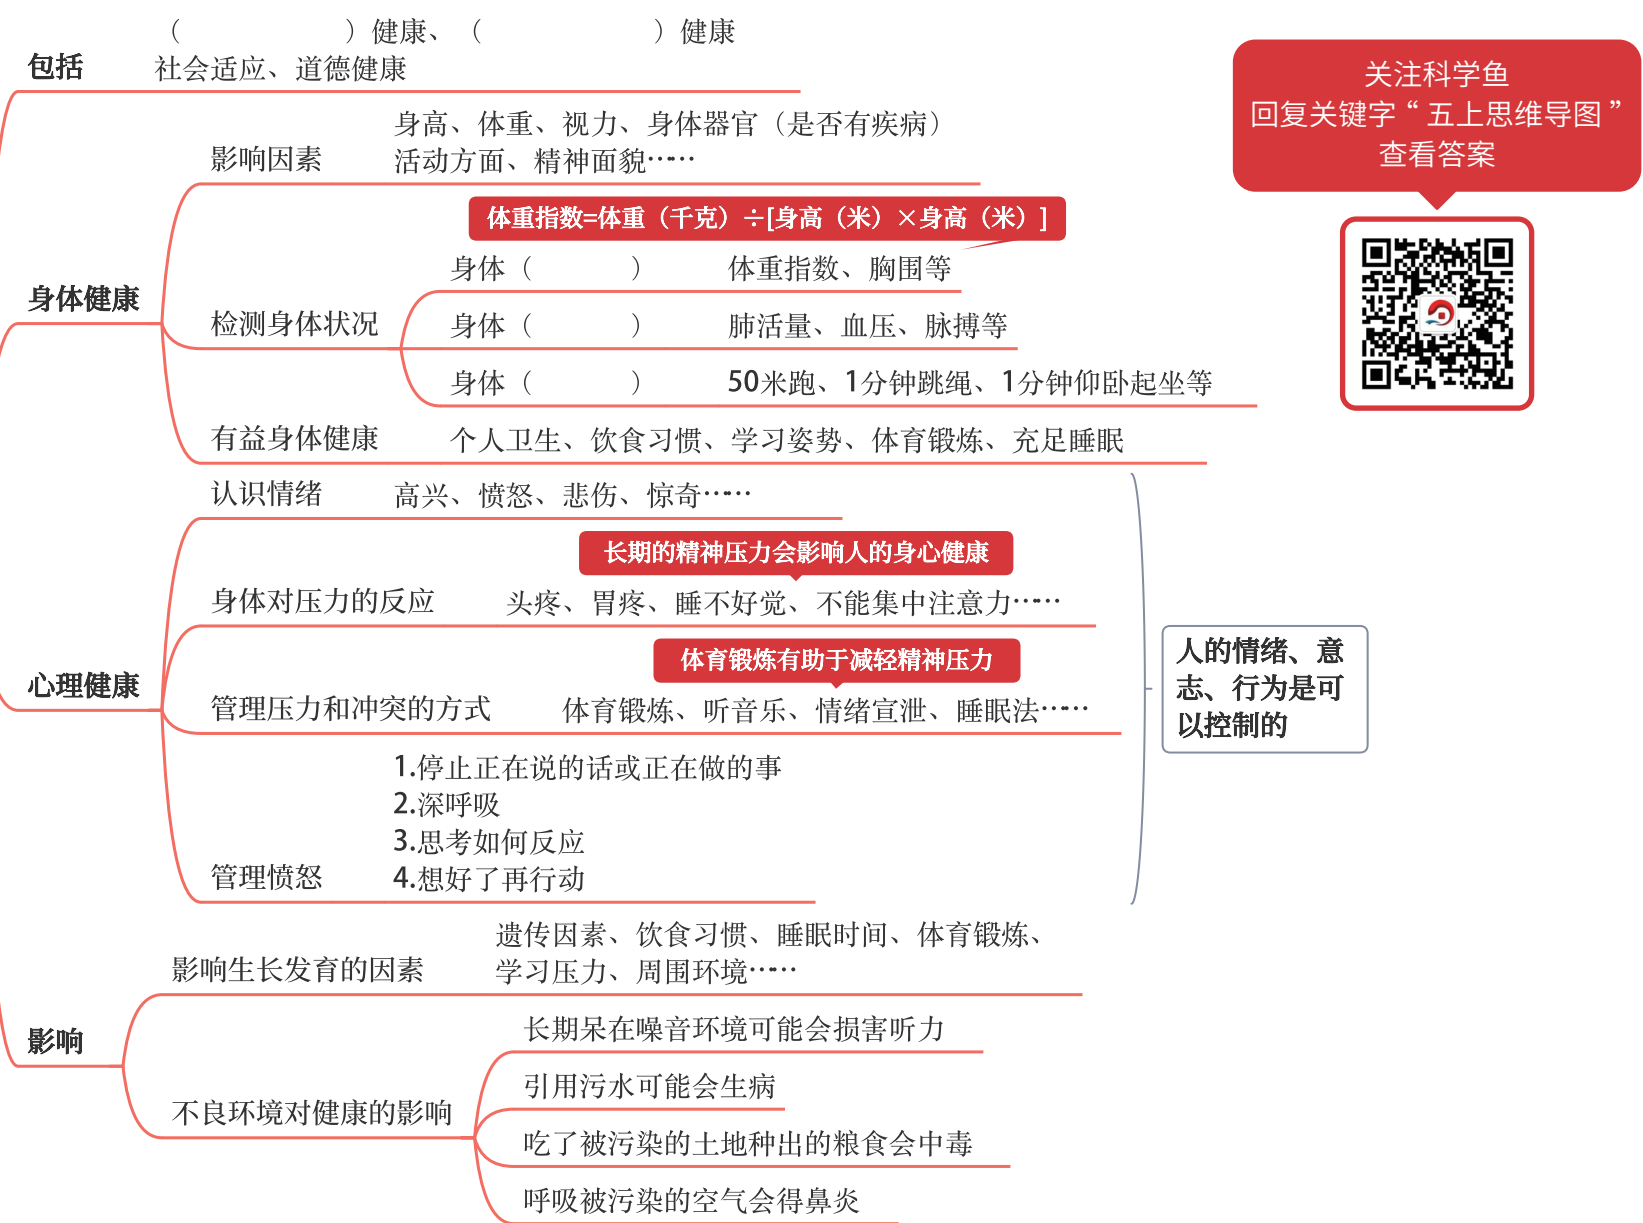 （　　　　　）健康、（　　　　　）健康
包括
社会适应、道德健康
关注科学鱼
回复关键字“五上思维导图”
查看答案
身高、体重、视力、身体器官（是否有疾病）
影响因素
活动方面、精神面貌……
体重指数=体重（千克）÷[身高（米）×身高（米）]
身体（　　　） 体重指数、胸围等
身体健康
检测身体状况
身体（　　　） 肺活量、血压、脉搏等
身体（　　　） 50米跑、1分钟跳绳、1分钟仰卧起坐等
有益身体健康 个人卫生、饮食习惯、学习姿势、体育锻炼、充足睡眠
认识情绪 高兴、愤怒、悲伤、惊奇……
长期的精神压力会影响人的身心健康
身体对压力的反应 头疼、胃疼、睡不好觉、不能集中注意力……
体育锻炼有助于减轻精神压力
心理健康
管理压力和冲突的方式 体育锻炼、听音乐、情绪宣泄、睡眠法……
人的情绪、意
志、行为是可
以控制的
1.停止正在说的话或正在做的事
2.深呼吸
3.思考如何反应
管理愤怒
4.想好了再行动
遗传因素、饮食习惯、睡眠时间、体育锻炼、
影响生长发育的因素
学习压力、周围环境……
影响
长期呆在噪音环境可能会损害听力
引用污水可能会生病
不良环境对健康的影响
吃了被污染的土地种出的粮食会中毒
呼吸被污染的空气会得鼻炎